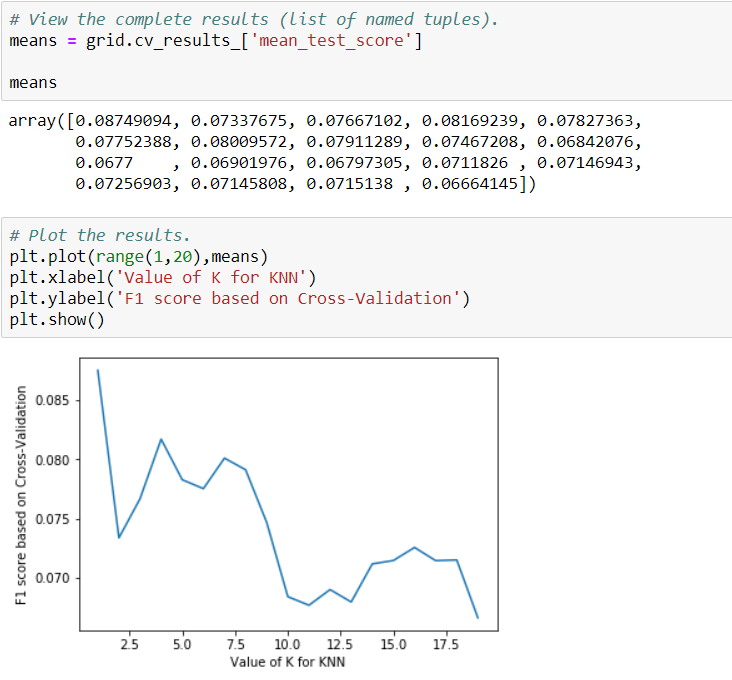 # View the complete results (list of named tuples).
means = grid.cv_results_['mean_test_score']
means
array([0.08749094, 0.07337675, 0.07667102, 0.08169239, 0.07827363,
0.07752388, 0.08009572, 0.07911289, 0.07467208, 0.06842076,
0.0677    , 0.06901976, 0.06797305, 0.0711826 , 0.07146943,
0.07256903, 0.07145808, 0.0715138 , 0.06664145])
# Plot the results.
plt.plot(range(1,20),means)
plt.xlabel('Value of K for KNN')
plt.ylabel('F1 score based on Cross-Validation')
plt.show()
F1 score based on Cross-Validation
0.085
0.080
0.075
0.070
2.5 5.0 7.5 10.0 12.5 15.0 17.5
Value of K for KNN